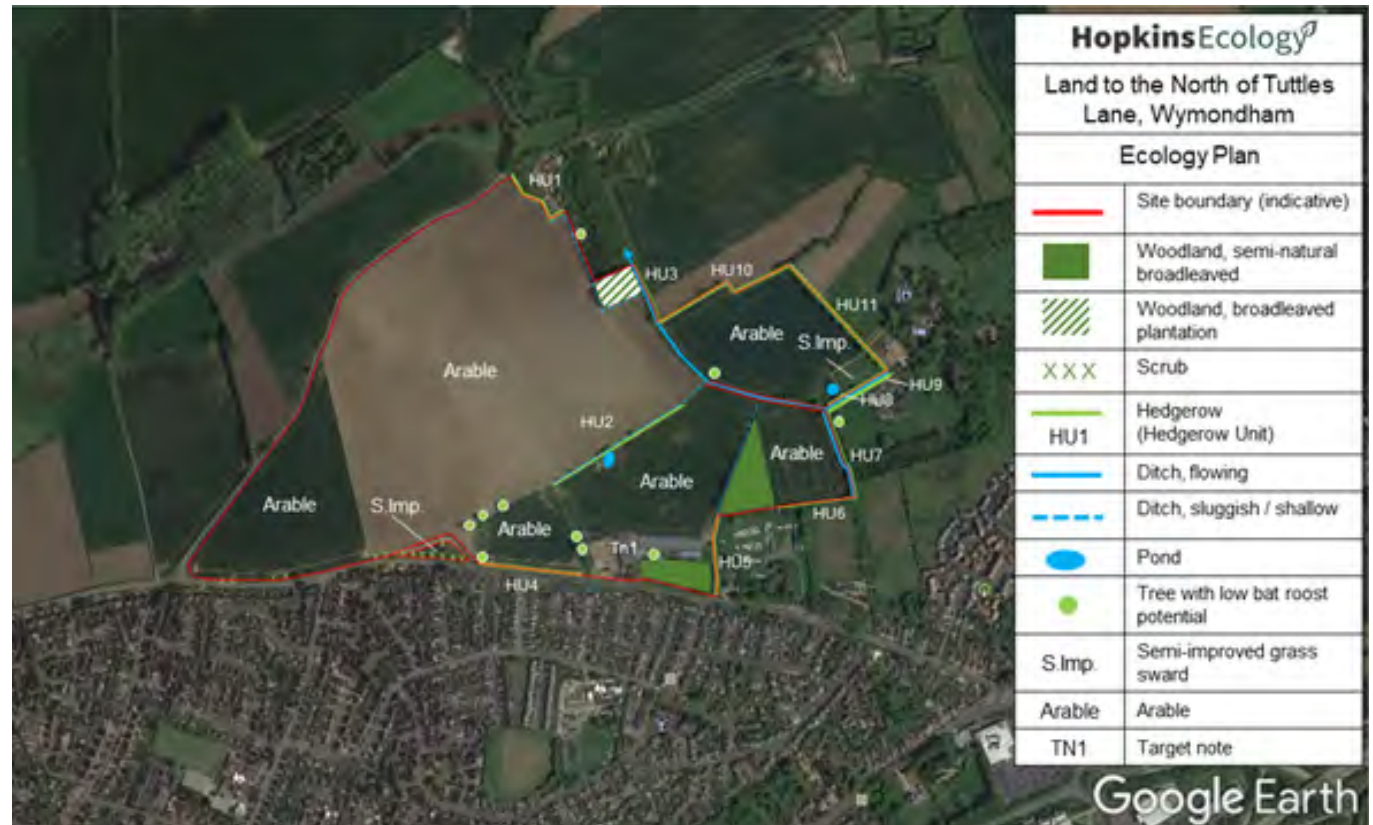 HopkinsEcology
Land to the North of Tuttles
Lane, Wymondham
Ecology Plan
Site boundary (indicative)
Woodland, semi-natural
broadleaved
Woodland, broadleaved
plantation
X X X
Scrub
HU1
Hedgerow
(Hedgerow Unit)
Ditch, flowing
Ditch, sluggish / shallow
Pond
Tree with low bat roost
potential
S.Imp.
Semi-improved grass
sward
Arable
Arable
TN1
Target note
HU1
HU3
HU10
HU11
Arable
S.Imp.
HU9
HU8
Arable
HU2
HU7
Arable
Arable
Arable
S.Imp.
Arable
HU6
Tn1
HU5
HU4
Google Earth